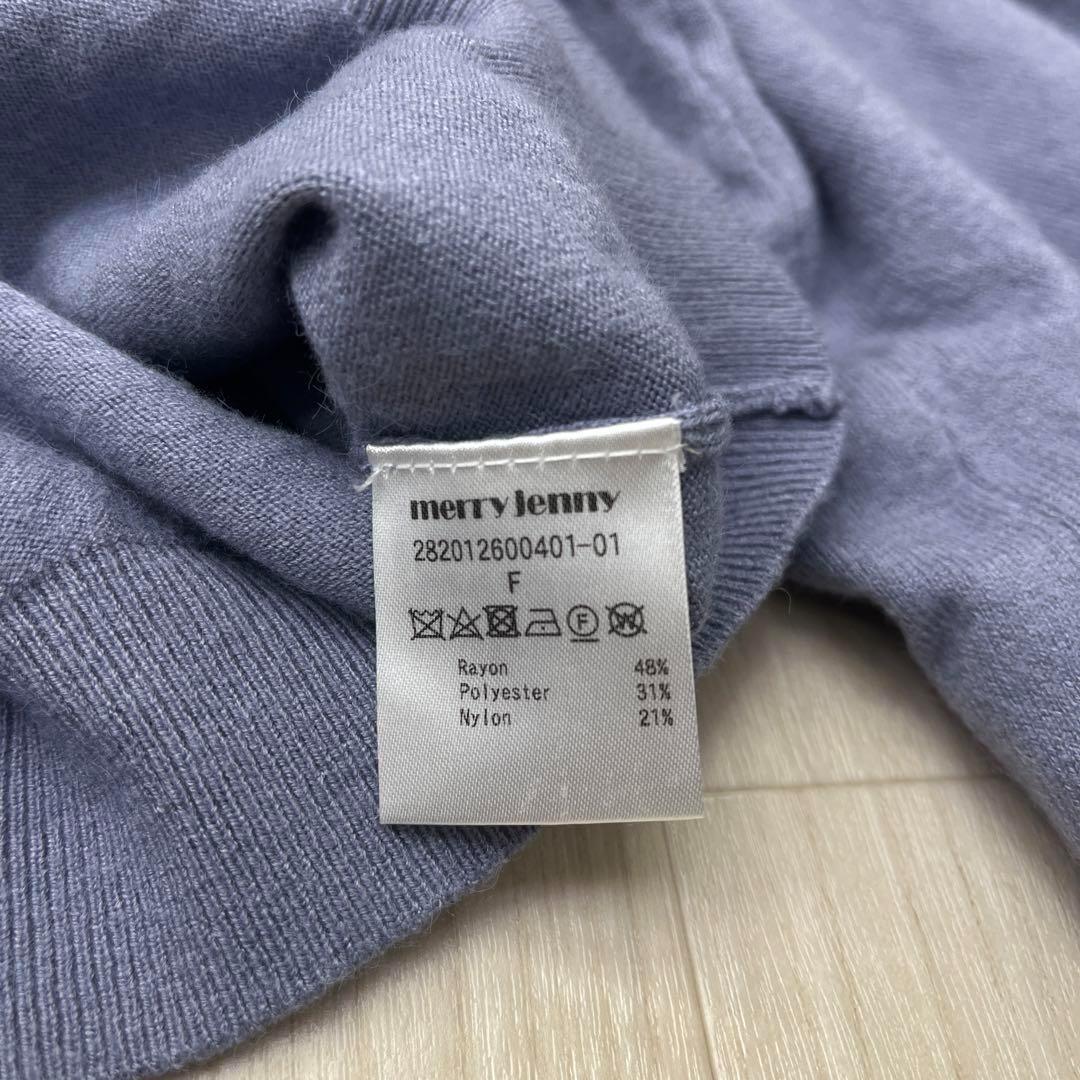 merry jenny
282012600401-01
F
F W
Rayon 48%
Polyester 31%
Nylon 21%